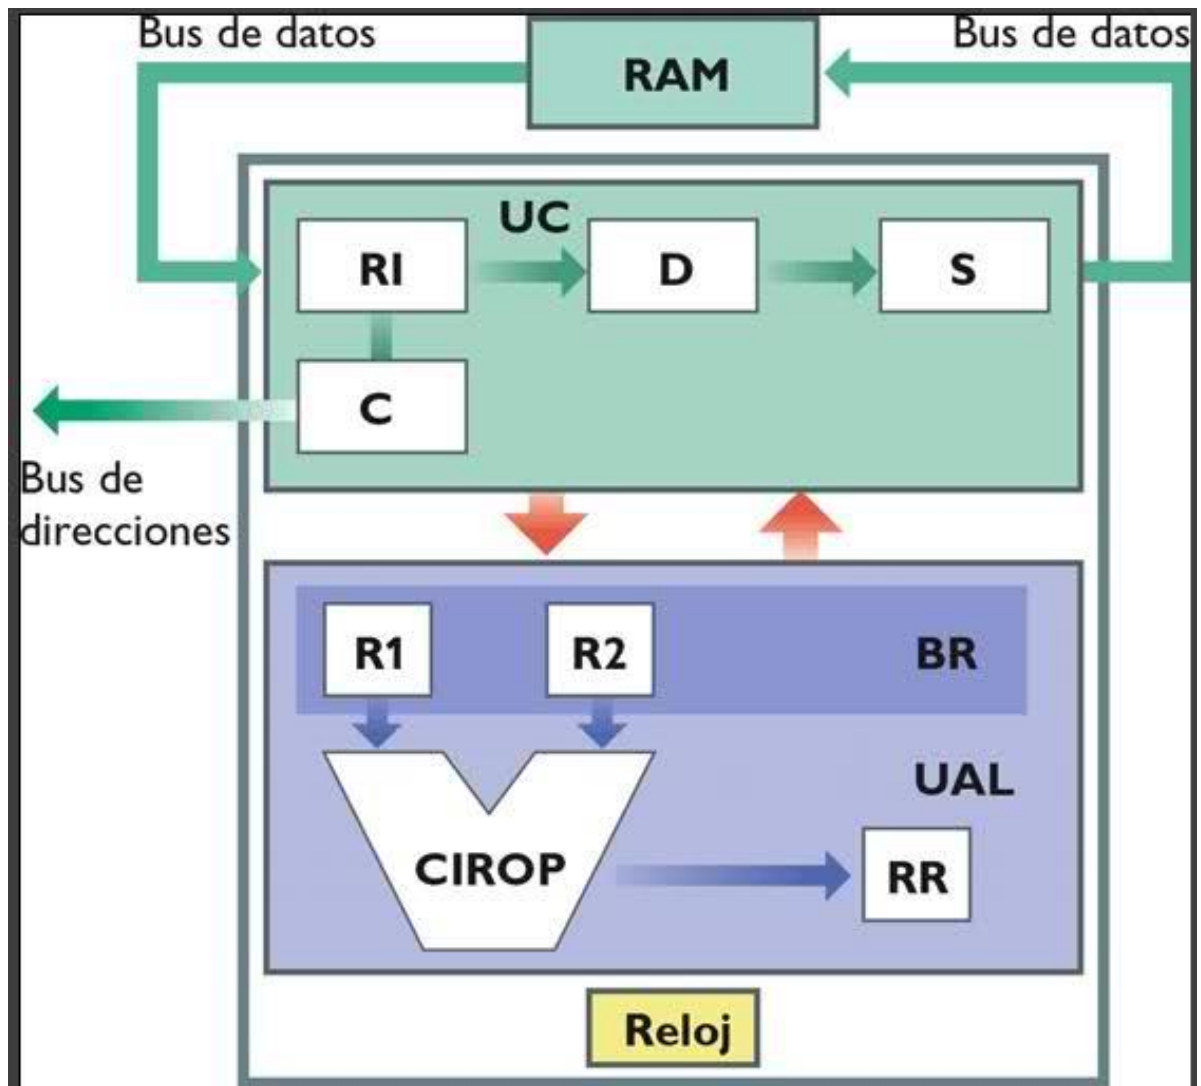 Bus de datos
Bus de datos
RAM
UC
RI
D
S
C
Bus de
direcciones
R1
R2
BR
UAL
CIROP
RR
Reloj